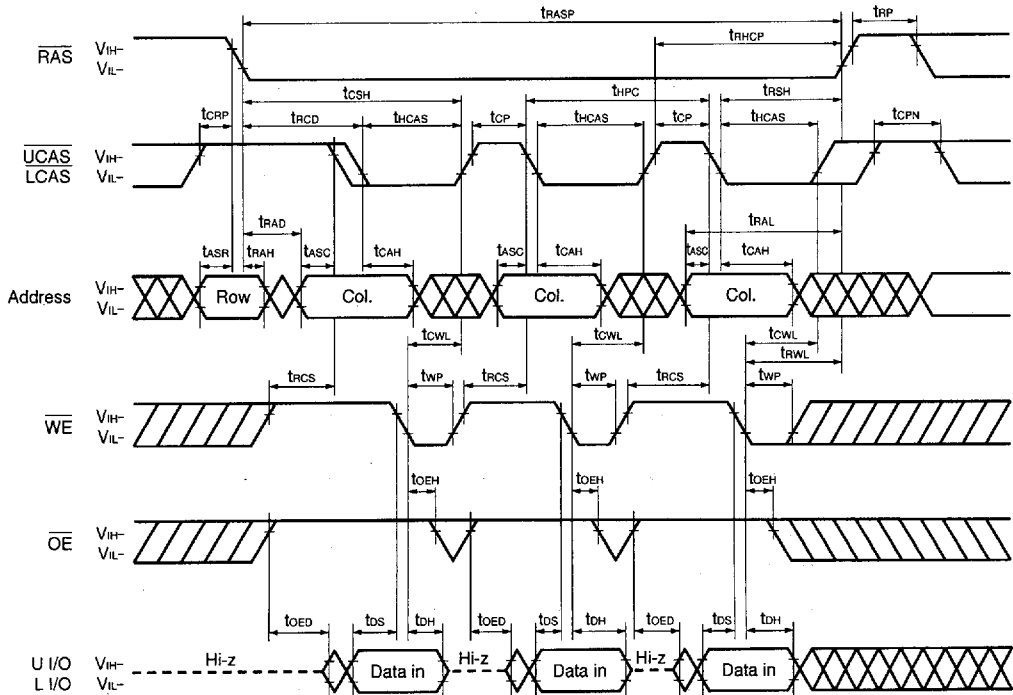 tRASP tRP
tRHCP
RAS VIH–
VIL–
tCSH tHPC tRSH
tCRP tRCD tHCAS tCP tHCAS tCP tHCAS tCPN
UCAS VIH–
LCAS VIL–
tRAD tRAL
tASR tRAH tASC tCAH tASC tCAH tASC tCAH
Address VIH– Row Col. Col. Col.
VIL–
tCWL tCWL tCWL
tRWL
tRCS tWP tRCS tWP tRCS tWP
WE VIH–
VIL–
tOEH tOEH tOEH
OE VIH–
VIL–
tOED tDS tDH tOED tDS tDH tOED tDS tDH
U I/O VIH– Hi-z Data in Hi-z Data in Hi-z Data in
L I/O VIL–